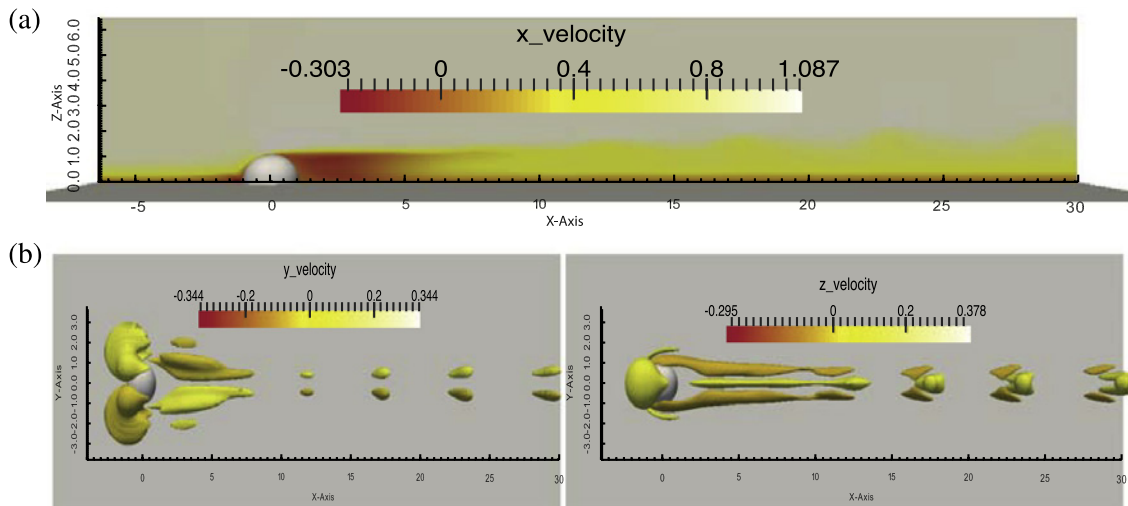 (a)
x_velocity
-0.303 0 0.4 0.8 1.087
Z-Axis
0.0 1.0 2.0 3.0 4.0 5.0 6.0
-5 0 5 10 15 20 25 30
X-Axis
(b)
y_velocity
-0.344 -0.2 0 0.2 0.344
Y-Axis
-3.0 -2.0 -1.0 0.0 1.0 2.0 3.0
0 5 10 15 20 25 30
X-Axis
z_velocity
-0.295 0 0.2 0.378
Y-Axis
-3.0 -2.0 -1.0 0.0 1.0 2.0 3.0
0 5 10 15 20 25 30
X-Axis